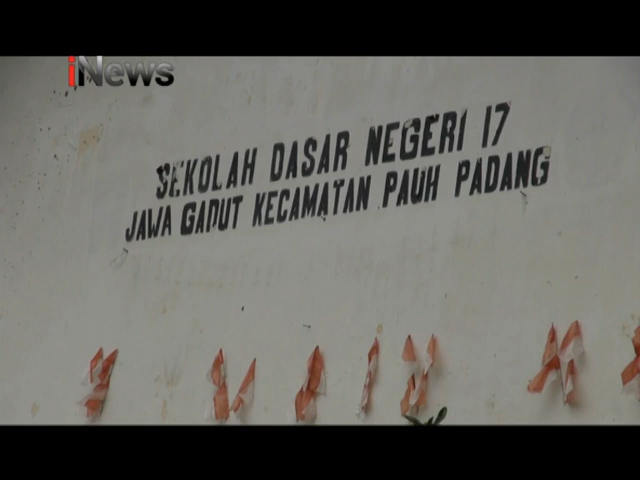 iNews
SEKOLAH DASAR NEGERI 17
JAWA GADUT KECAMATAN PAUH PADANG